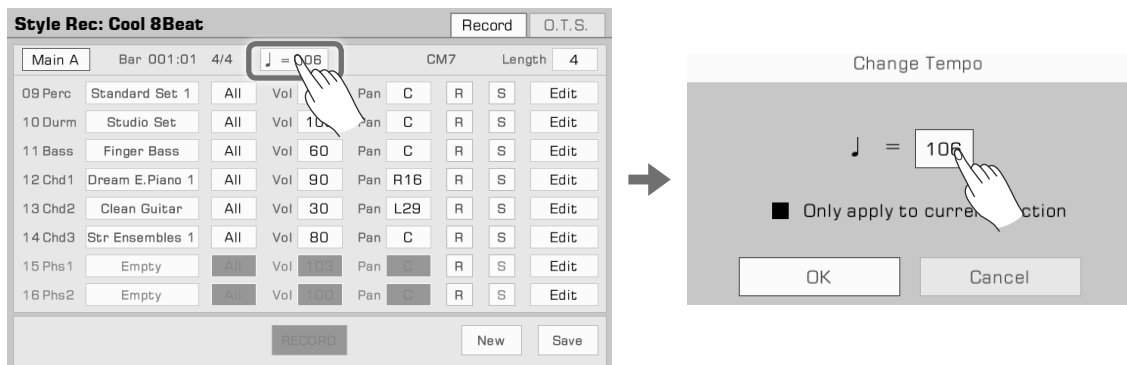 Style Rec: Cool 8Beat Record O.T.S.
Main A Bar 001:01 4/4 ♩ = 106 CM7 Length 4
09 Perc Standard Set 1 All Vol Pan C R S Edit
10 Durm Studio Set All Vol Pan C R S Edit
11 Bass Finger Bass All Vol 60 Pan C R S Edit
12 Chd1 Dream E.Piano 1 All Vol 90 Pan R16 R S Edit
13 Chd2 Clean Guitar All Vol 30 Pan L29 R S Edit
14 Chd3 Str Ensembles 1 All Vol 80 Pan C R S Edit
15 Phs1 Empty All Vol 103 Pan C R S Edit
16 Phs2 Empty All Vol 100 Pan C R S Edit
RECORD New Save
Change Tempo
♩ = 106
Only apply to current section
OK Cancel